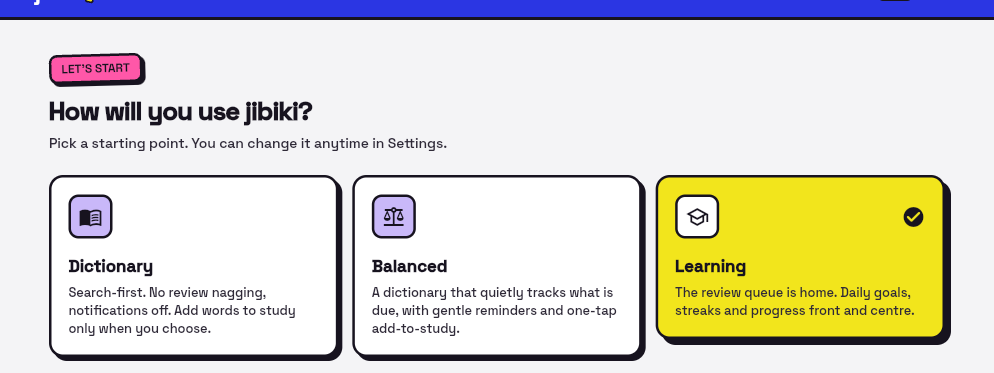 LET'S START
How will you use jibiki?
Pick a starting point. You can change it anytime in Settings.
Dictionary
Search-first. No review nagging,
notifications off. Add words to study
only when you choose.
Balanced
A dictionary that quietly tracks what is
due, with gentle reminders and one-tap
add-to-study.
Learning
The review queue is home. Daily goals,
streaks and progress front and centre.